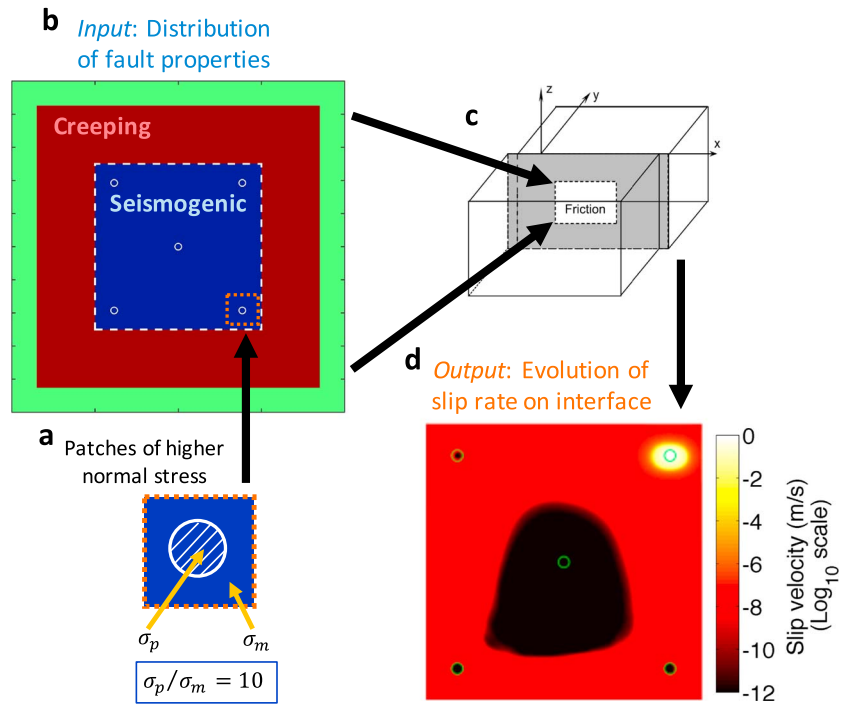 b
Input: Distribution
of fault properties
Creeping
Seismogenic
a
Patches of higher
normal stress
σₚ
σₘ
σₚ/σₘ = 10
c
z
y
x
Friction
d
Output: Evolution of
slip rate on interface
0
-2
-4
-6
-8
-10
-12
Slip velocity (m/s)
(Log₁₀ scale)